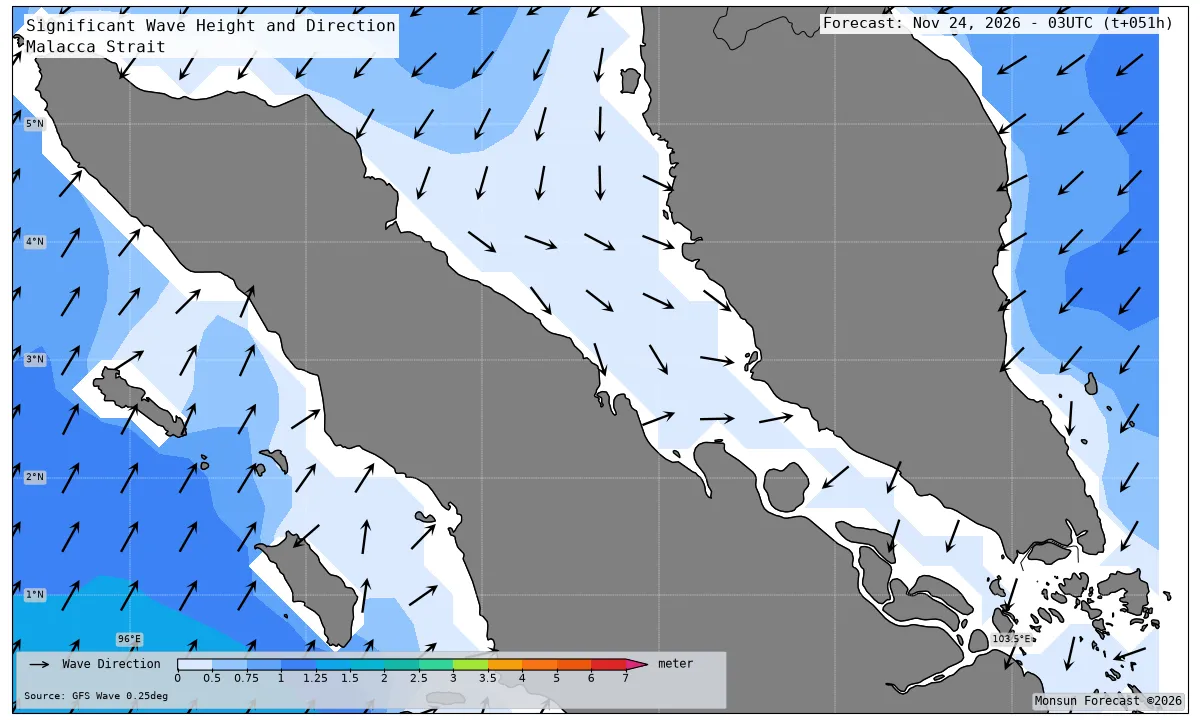 Significant Wave Height and Direction
Malacca Strait
Forecast: Nov 24, 2026 - 03UTC (t+051h)
5°N
4°N
3°N
2°N
1°N
96°E
103.5°E
Wave Direction
0 0.5 0.75 1 1.25 1.5 2 2.5 3 3.5 4 5 6 7
meter
Source: GFS Wave 0.25deg
Monsun Forecast ©2026